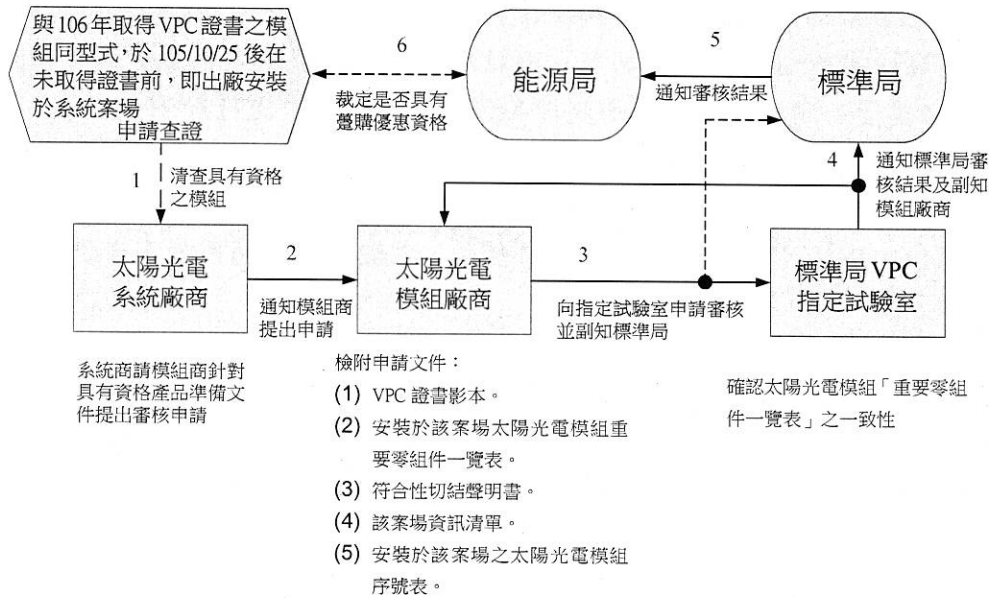 與106年取得VPC證書之模
組同型式,於105/10/25後在
未取得證書前,即出廠安裝
於系統案場
申請查證
6
裁定是否具有
躉購優惠資格
能源局
5
通知審核結果
標準局
1
清查具有資格
之模組
4
通知標準局審
核結果及副知
模組廠商
太陽光電
系統廠商
2
通知模組商
提出申請
太陽光電
模組廠商
3
向指定試驗室申請審核
並副知標準局
標準局VPC
指定試驗室
系統商請模組商針對
具有資格產品準備文
件提出審核申請
檢附申請文件:
(1) VPC 證書影本。
(2) 安裝於該案場太陽光電模組重
要零組件一覽表。
(3) 符合性切結聲明書。
(4) 該案場資訊清單。
(5) 安裝於該案場之太陽光電模組
序號表。
確認太陽光電模組「重要零組
件一覽表」之一致性